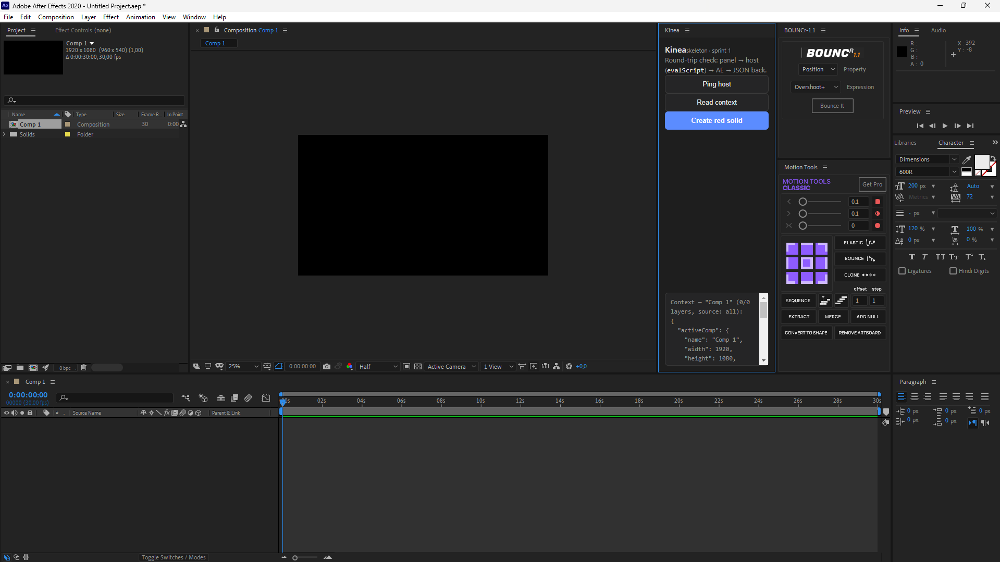 Adobe After Effects 2020 - Untitled Project.aep *
File Edit Composition Layer Effect Animation View Window Help
Project
Effect Controls (none)
Comp 1
1920 x 1080 (960 x 540) (1,00)
Δ 0:00:30:00, 30,00 fps
Name Type Size Frame R... In Point
Comp 1 Composition 30 0:00
Solids Folder
8 bpc
Composition Comp 1
Comp 1
25% 0:00:00:00 Half Active Camera 1 View +0,0
Kinea
Kinea skeleton · sprint 1
Round-trip check: panel → host
(evalScript) → AE → JSON back.
Ping host
Read context
Create red solid
Context — "Comp 1" (0/0
layers, source: all):
{
"activeComp": {
"name": "Comp 1",
"width": 1920,
"height": 1080,
BOUNCr-1.1
BOUNCR 1.1
Position Property
Overshoot+ Expression
Bounce It
Motion Tools
MOTION TOOLS
CLASSIC
Get Pro
0.1
0.1
0
ELASTIC
BOUNCE
CLONE
offset step
SEQUENCE 1 1
EXTRACT MERGE ADD NULL
CONVERT TO SHAPE REMOVE ARTBOARD
Info Audio
R :
G :
B :
A : 0
X : 392
Y : -8
Preview
Libraries Character
Dimensions
600R
200 px Auto
Metrics 72
- px
120 % 100 %
0 px 0 %
Ligatures Hindi Digits
Comp 1
0:00:00:00
00000 (30.00 fps)
# Source Name fx Parent & Link
:00s 02s 04s 06s 08s 10s 12s 14s 16s 18s 20s 22s 24s 26s 28s 30s
Toggle Switches / Modes
Paragraph
0 px 0 px 0 px
0 px 0 px